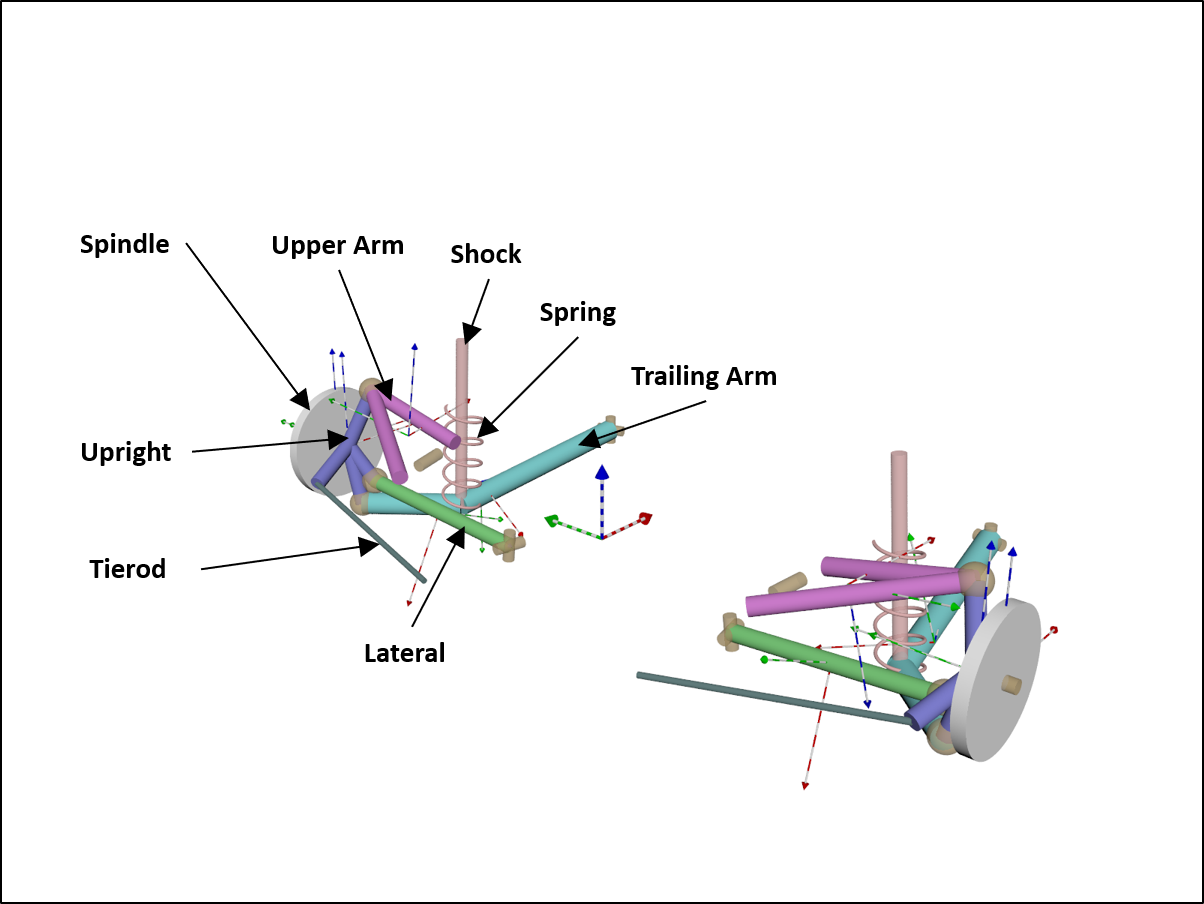 Spindle
Upper Arm
Shock
Spring
Trailing Arm
Upright
Tierod
Lateral